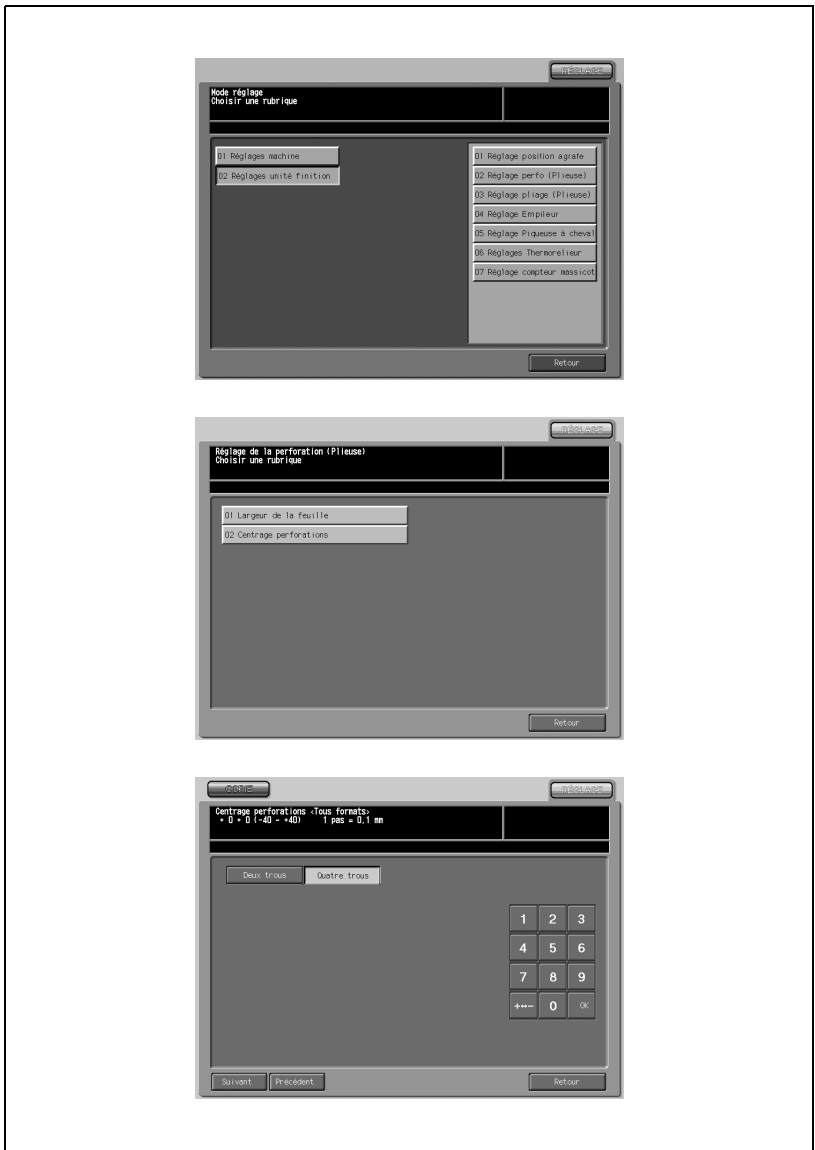 RÉGLAGE
Mode réglage
Choisir une rubrique
01 Réglages machine
02 Réglages unité finition
01 Réglage position agrafe
02 Réglage perfo (Plieuse)
03 Réglage pliage (Plieuse)
04 Réglage Empileur
05 Réglage Piqueuse à cheval
06 Réglages Thermorelieur
07 Réglage compteur massicot
Retour
RÉGLAGE
Réglage de la perforation (Plieuse)
Choisir une rubrique
01 Largeur de la feuille
02 Centrage perforations
Retour
COPIE
RÉGLAGE
Centrage perforations <Tous formats>
+ 0 + 0 (-40 - +40) 1 pas = 0,1 mm
Deux trous
Quatre trous
1 2 3
4 5 6
7 8 9
+↔- 0 OK
Suivant
Précédent
Retour